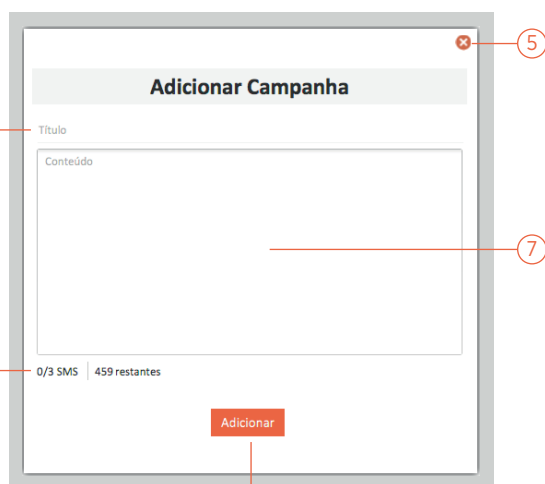 5
Adicionar Campanha
Título
Conteúdo
7
0/3 SMS 459 restantes
Adicionar